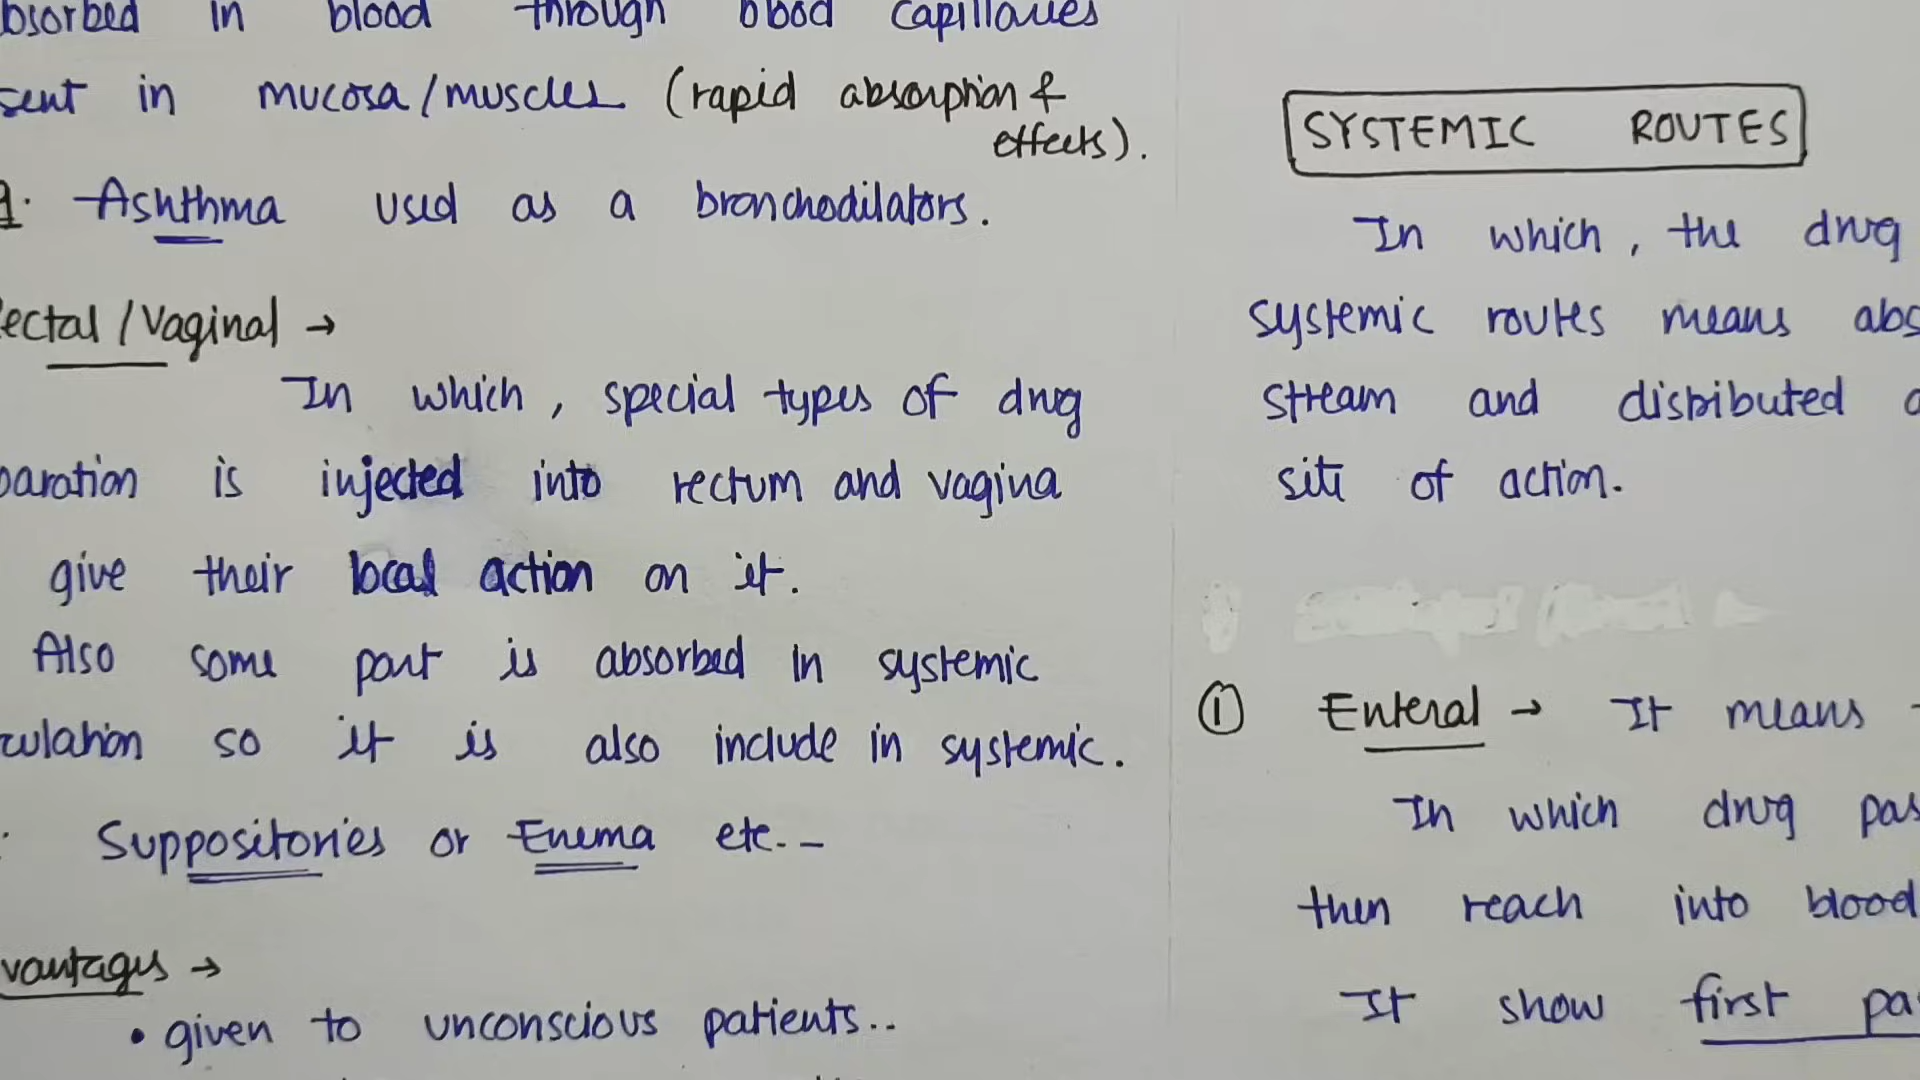 bsorbed in blood through blood capillaries
sent in mucosa/muscles (rapid absorption &
effects).
Ashthma used as a bronchodilators.
ectal/Vaginal →
In which, special types of drug
paration is injected into rectum and vagina
give their local action on it.
Also some part is absorbed in systemic
culation so it is also include in systemic.
: Suppositories or Enema etc. –
vantages →
• given to unconscious patients..
SYSTEMIC ROUTES
In which, the drug
systemic routes means abs
stream and distributed a
site of action.
① Enteral → It means
In which drug pas
then reach into blood
It show first pa